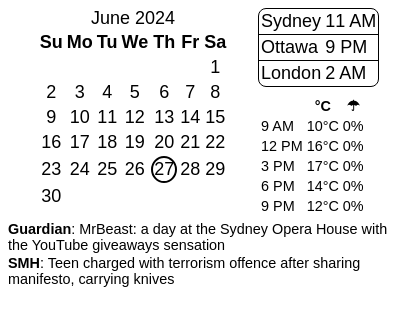 June 2024
Su Mo Tu We Th Fr Sa
1
2 3 4 5 6 7 8
9 10 11 12 13 14 15
16 17 18 19 20 21 22
23 24 25 26 27 28 29
30
Sydney 11 AM
Ottawa 9 PM
London 2 AM
°C ☂
9 AM 10°C 0%
12 PM 16°C 0%
3 PM 17°C 0%
6 PM 14°C 0%
9 PM 12°C 0%
Guardian: MrBeast: a day at the Sydney Opera House with
the YouTube giveaways sensation
SMH: Teen charged with terrorism offence after sharing
manifesto, carrying knives